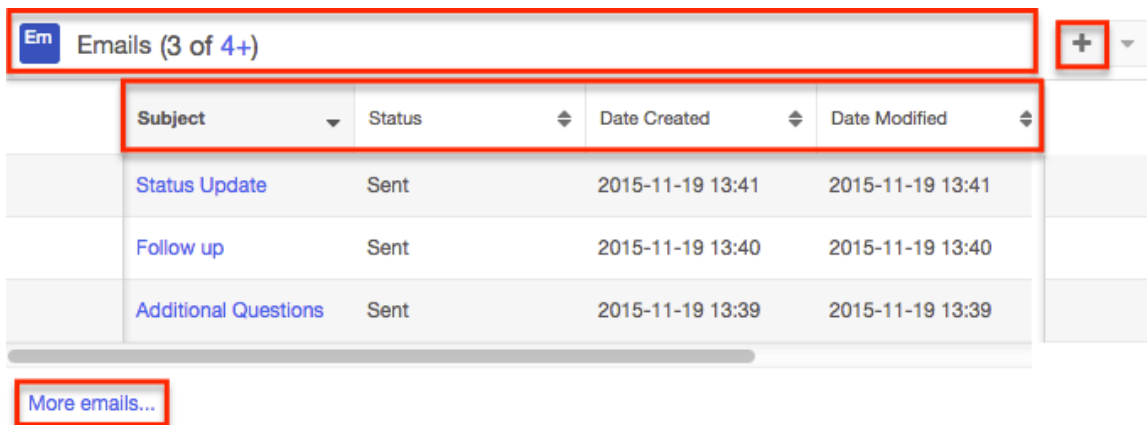 Em Emails (3 of 4+) +
Subject Status Date Created Date Modified
Status Update Sent 2015-11-19 13:41 2015-11-19 13:41
Follow up Sent 2015-11-19 13:40 2015-11-19 13:40
Additional Questions Sent 2015-11-19 13:39 2015-11-19 13:39
More emails...